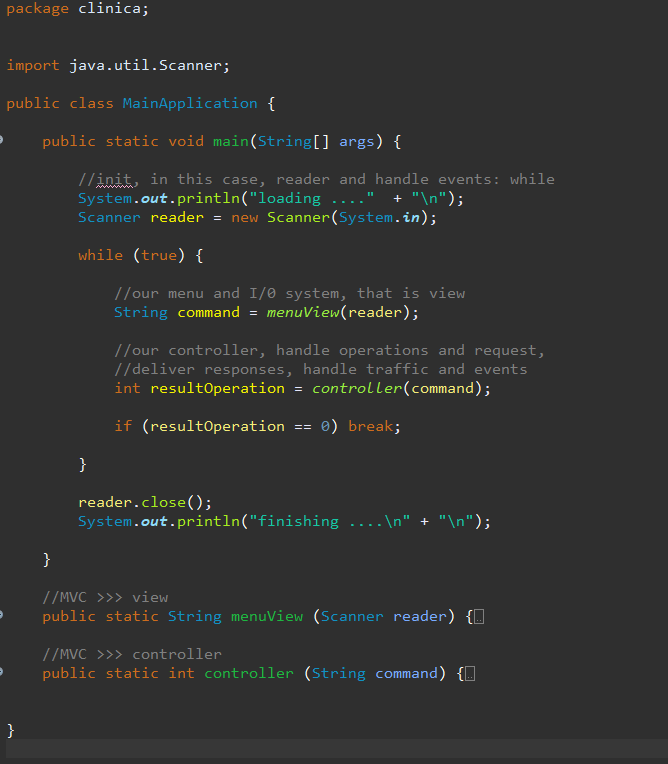 package clinica;
import java.util.Scanner;
public class MainApplication {
public static void main(String[] args) {
//init, in this case, reader and handle events: while
System.out.println("loading ...."  + "\n");
Scanner reader = new Scanner(System.in);
while (true) {
//our menu and I/0 system, that is view
String command = menuView(reader);
//our controller, handle operations and request,
//deliver responses, handle traffic and events
int resultOperation = controller(command);
if (resultOperation == 0) break;
}
reader.close();
System.out.println("finishing ....\n" + "\n");
}
//MVC >>> view
public static String menuView (Scanner reader) {..
//MVC >>> controller
public static int controller (String command) {..
}